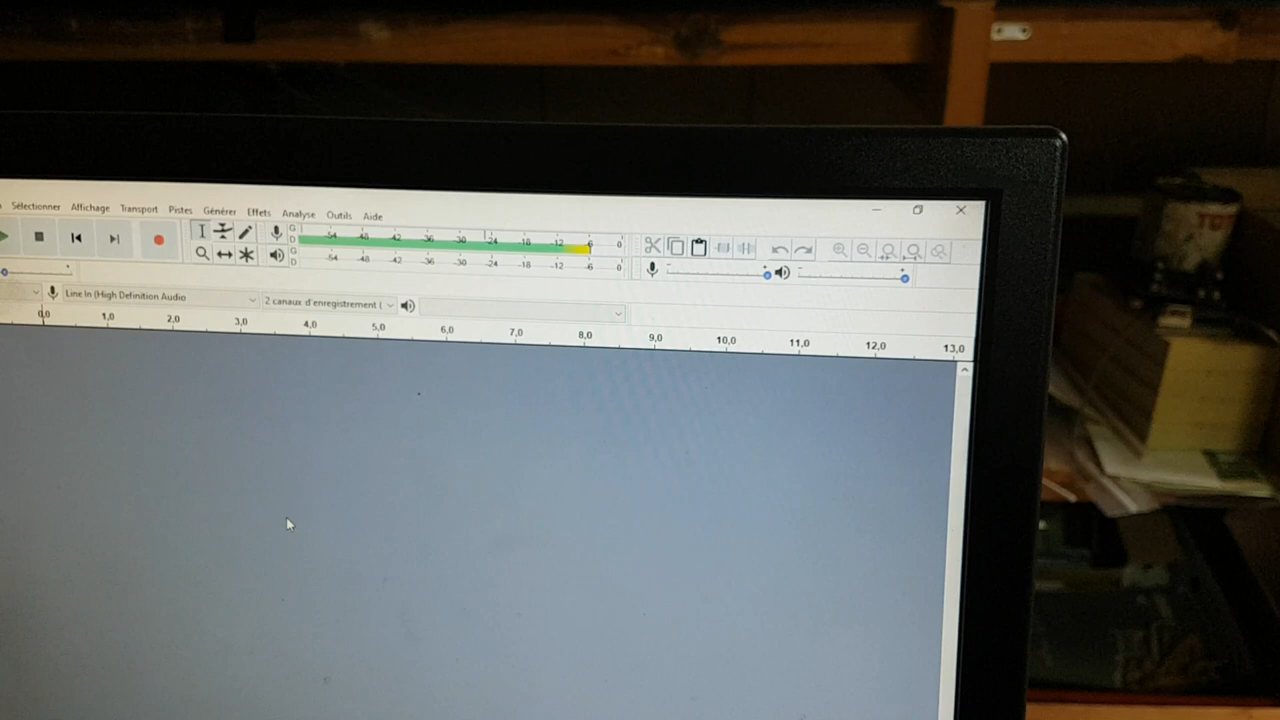 Sélectionner Affichage Transport Pistes Générer Effets Analyse Outils Aide
G
D
-54 -48 -42 -36 -30 -24 -18 -12 -6 0
G
D
-54 -48 -42 -36 -30 -24 -18 -12 -6 0
Line In (High Definition Audio
2 canaux d'enregistrement (
0,0 1,0 2,0 3,0 4,0 5,0 6,0 7,0 8,0 9,0 10,0 11,0 12,0 13,0